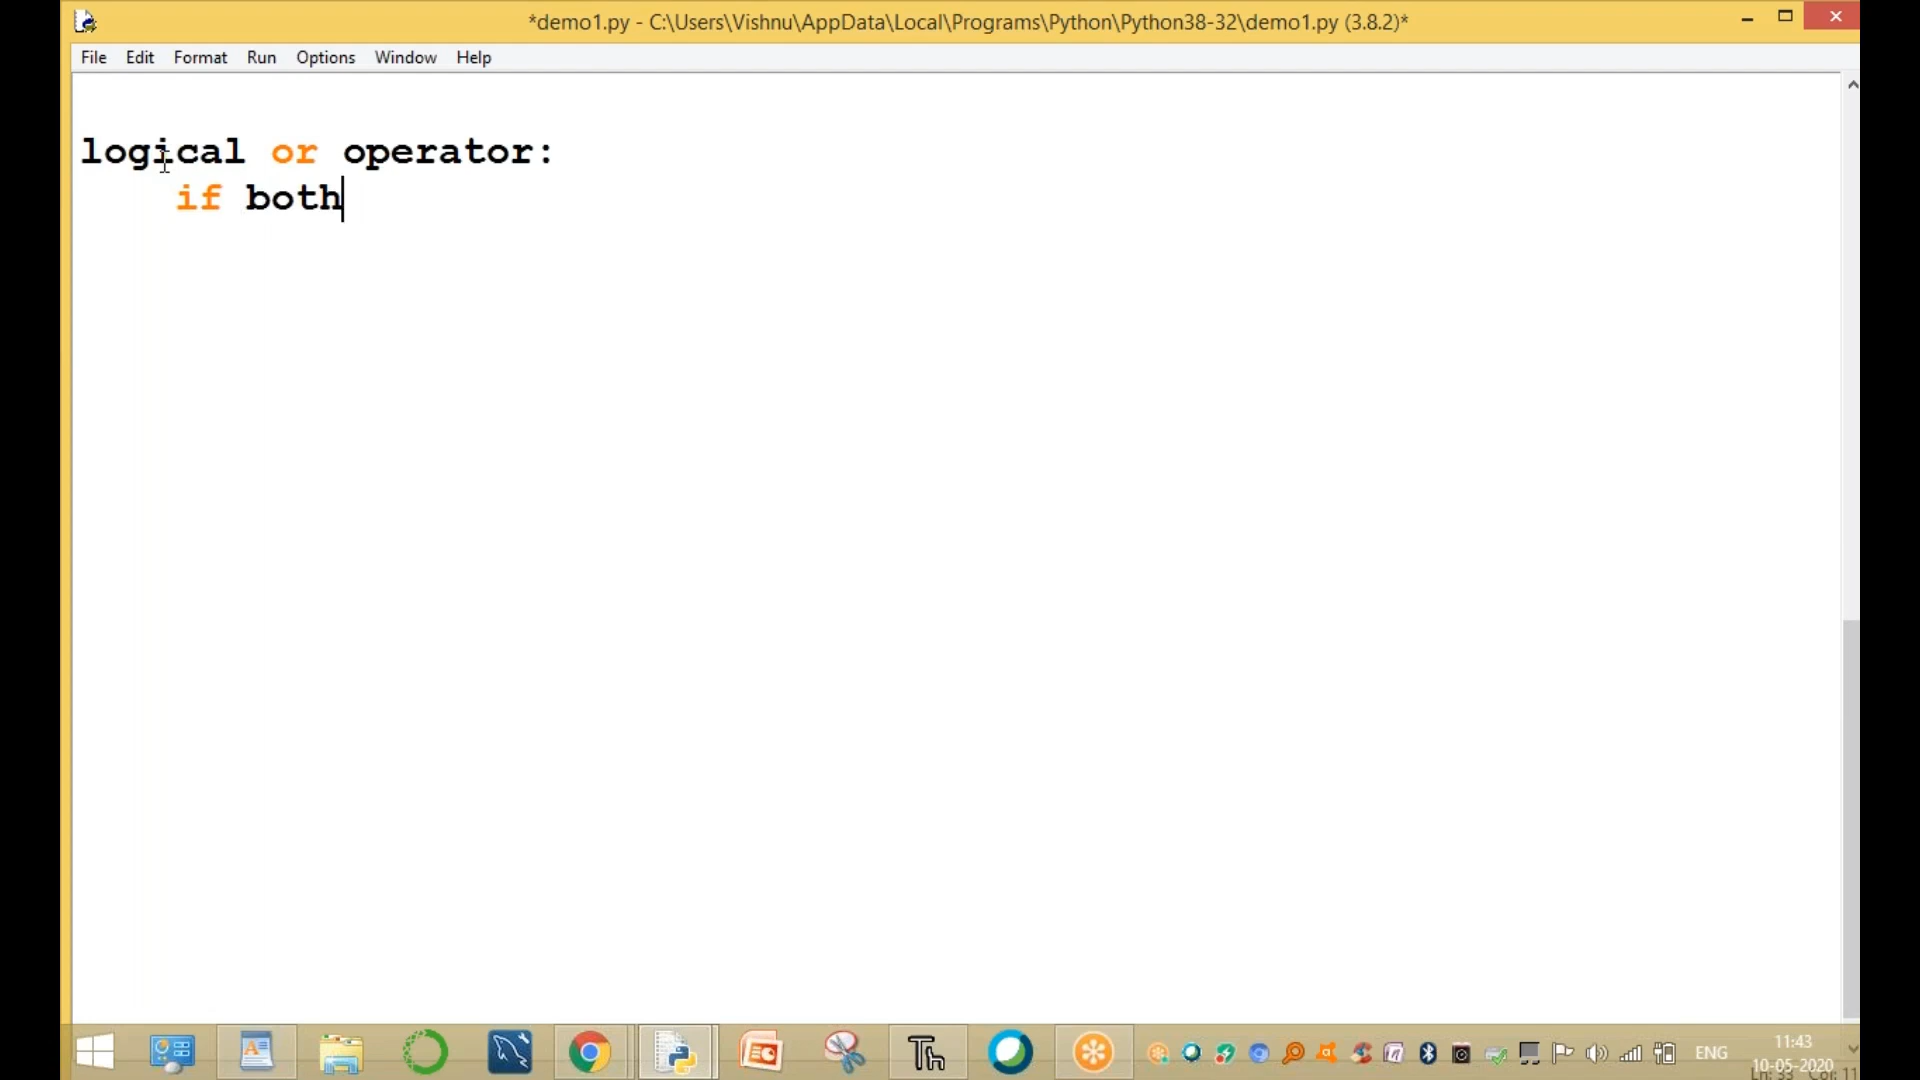 *demo1.py - C:\Users\Vishnu\AppData\Local\Programs\Python\Python38-32\demo1.py (3.8.2)*
File Edit Format Run Options Window Help
logical or operator:
if both
ENG
11:43
10-05-2020